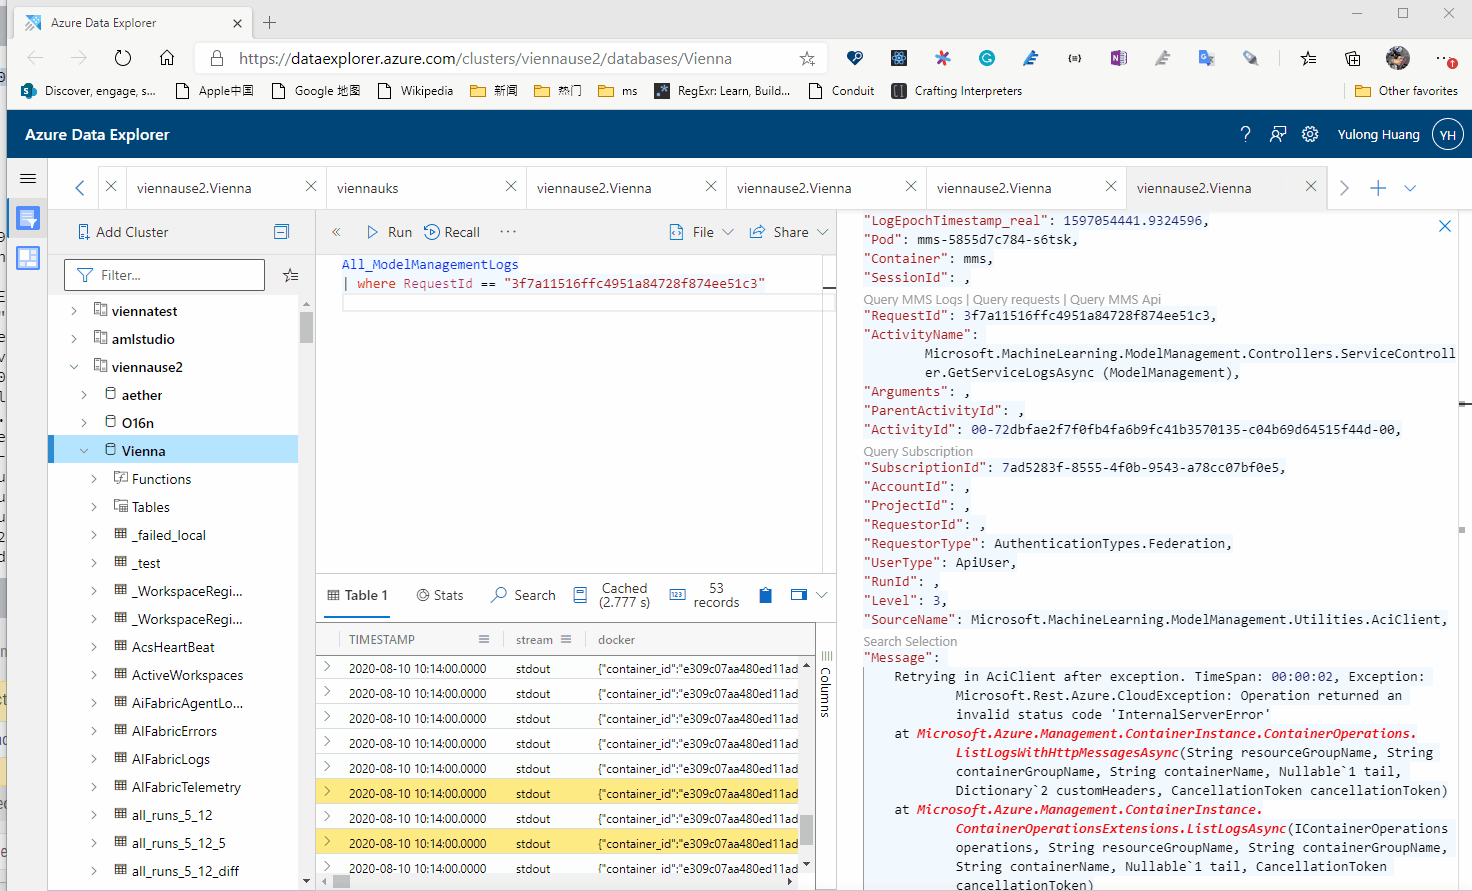 Azure Data Explorer
https://dataexplorer.azure.com/clusters/viennause2/databases/Vienna
Discover, engage, s...
Apple中国
Google 地图
Wikipedia
新闻
热门
ms
RegExr: Learn, Build...
Conduit
Crafting Interpreters
Other favorites
Azure Data Explorer
?
Yulong Huang
YH
viennause2.Vienna
viennauks
viennause2.Vienna
viennause2.Vienna
viennause2.Vienna
viennause2.Vienna
Add Cluster
Filter...
viennatest
amlstudio
viennause2
aether
O16n
Vienna
Functions
Tables
_failed_local
_test
_WorkspaceRegi...
_WorkspaceRegi...
AcsHeartBeat
ActiveWorkspaces
AiFabricAgentLo...
AIFabricErrors
AIFabricLogs
AIFabricTelemetry
all_runs_5_12
all_runs_5_12_5
all_runs_5_12_diff
Run
Recall
...
File
Share
All_ModelManagementLogs
| where RequestId == "3f7a11516ffc4951a84728f874ee51c3"
Table 1
Stats
Search
Cached
(2.777 s)
53
records
TIMESTAMP stream docker
2020-08-10 10:14:00.0000 stdout {"container_id":"e309c07aa480ed11ad
2020-08-10 10:14:00.0000 stdout {"container_id":"e309c07aa480ed11ad
2020-08-10 10:14:00.0000 stdout {"container_id":"e309c07aa480ed11ad
2020-08-10 10:14:00.0000 stdout {"container_id":"e309c07aa480ed11ad
2020-08-10 10:14:00.0000 stdout {"container_id":"e309c07aa480ed11ad
2020-08-10 10:14:00.0000 stdout {"container_id":"e309c07aa480ed11ad
2020-08-10 10:14:00.0000 stdout {"container_id":"e309c07aa480ed11ad
2020-08-10 10:14:00.0000 stdout {"container_id":"e309c07aa480ed11ad
2020-08-10 10:14:00.0000 stdout {"container_id":"e309c07aa480ed11ad
Columns
"LogEpochTimestamp_real": 1597054441.9324596,
"Pod": mms-5855d7c784-s6tsk,
"Container": mms,
"SessionId": ,
Query MMS Logs | Query requests | Query MMS Api
"RequestId": 3f7a11516ffc4951a84728f874ee51c3,
"ActivityName":
Microsoft.MachineLearning.ModelManagement.Controllers.ServiceControll
er.GetServiceLogsAsync (ModelManagement),
"Arguments": ,
"ParentActivityId": ,
"ActivityId": 00-72dbfae2f7f0fb4fa6b9fc41b3570135-c04b69d64515f44d-00,
Query Subscription
"SubscriptionId": 7ad5283f-8555-4f0b-9543-a78cc07bf0e5,
"AccountId": ,
"ProjectId": ,
"RequestorId": ,
"RequestorType": AuthenticationTypes.Federation,
"UserType": ApiUser,
"RunId": ,
"Level": 3,
"SourceName": Microsoft.MachineLearning.ModelManagement.Utilities.AciClient,
Search Selection
"Message":
Retrying in AciClient after exception. TimeSpan: 00:00:02, Exception:
Microsoft.Rest.Azure.CloudException: Operation returned an
invalid status code 'InternalServerError'
at Microsoft.Azure.Management.ContainerInstance.ContainerOperations.
ListLogsWithHttpMessagesAsync(String resourceGroupName, String
containerGroupName, String containerName, Nullable`1 tail,
Dictionary`2 customHeaders, CancellationToken cancellationToken)
at Microsoft.Azure.Management.ContainerInstance.
ContainerOperationsExtensions.ListLogsAsync(IContainerOperations
operations, String resourceGroupName, String containerGroupName,
String containerName, Nullable`1 tail, CancellationToken
cancellationToken)